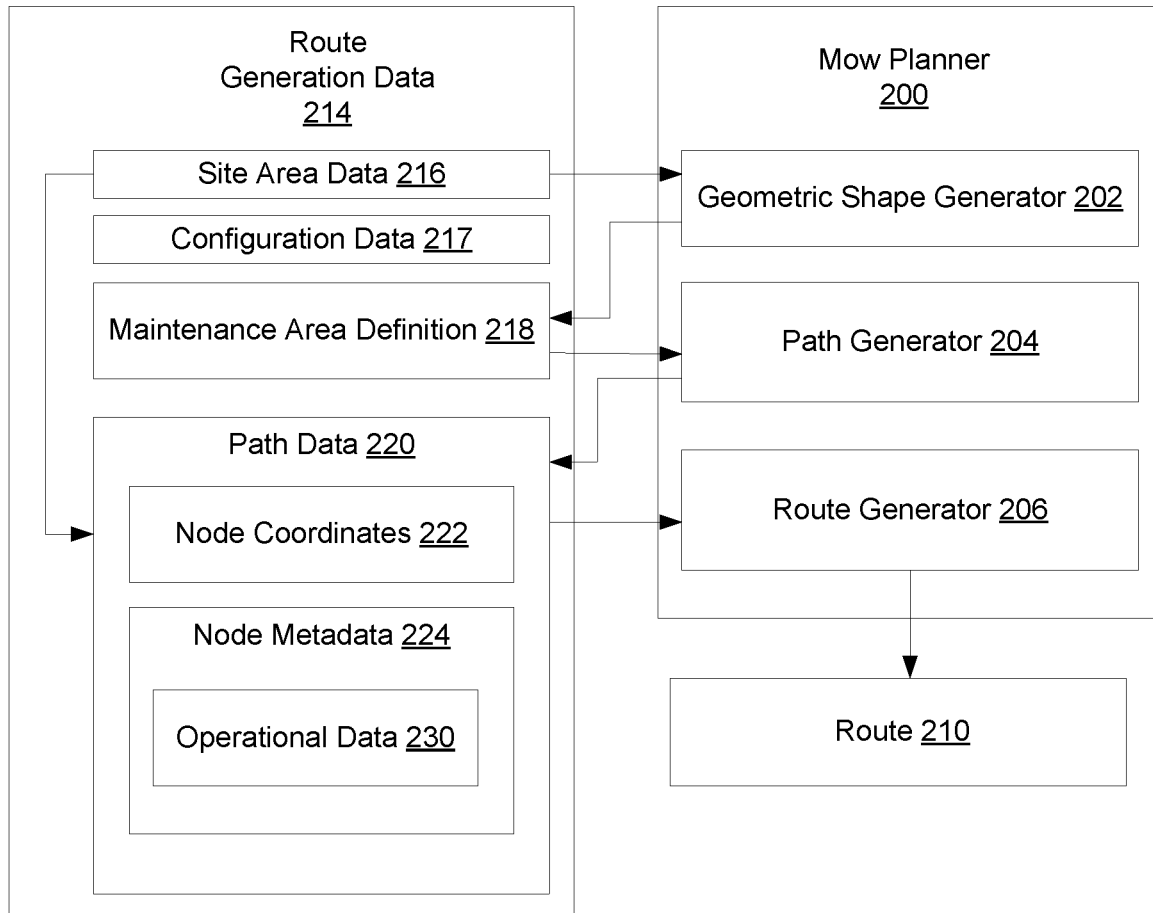 Route
Generation Data
214
Site Area Data 216
Configuration Data 217
Maintenance Area Definition 218
Path Data 220
Node Coordinates 222
Node Metadata 224
Operational Data 230
Mow Planner
200
Geometric Shape Generator 202
Path Generator 204
Route Generator 206
Route 210